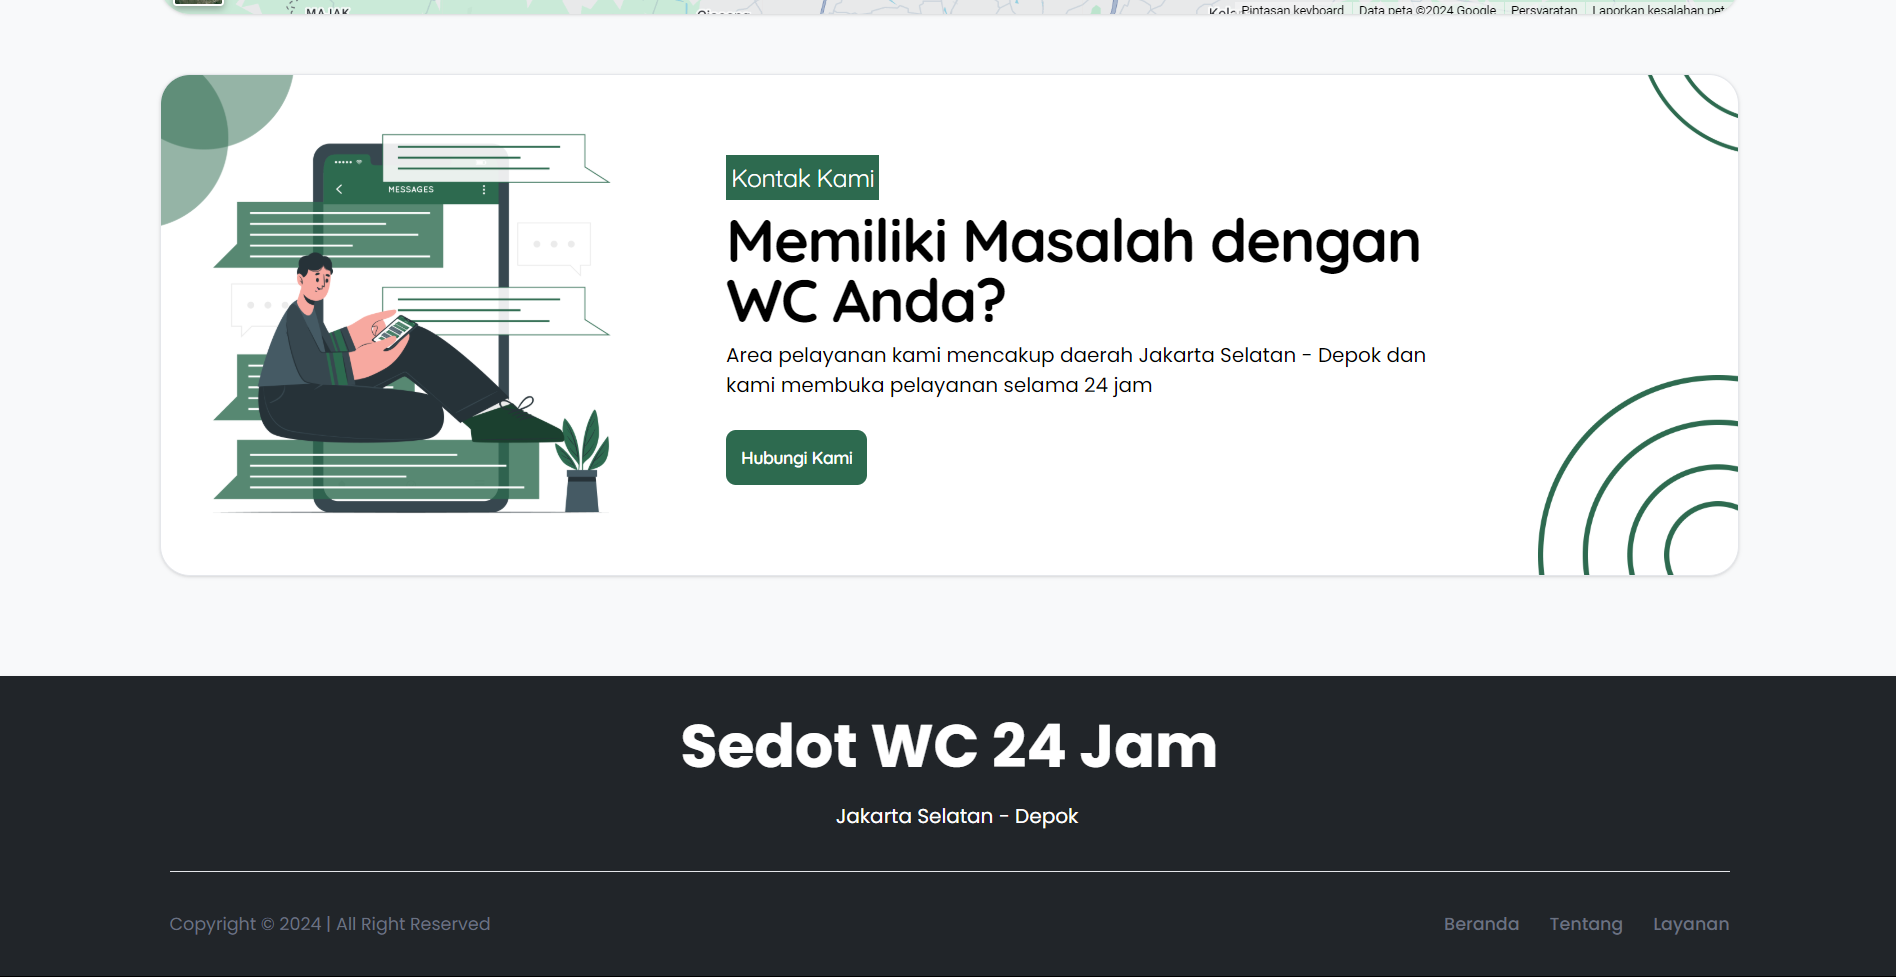 MAJAK
Pintasan keyboard
Data peta ©2024 Google
Persyaratan
Laporkan kesalahan pet
MESSAGES
Kontak Kami
Memiliki Masalah dengan
WC Anda?
Area pelayanan kami mencakup daerah Jakarta Selatan - Depok dan
kami membuka pelayanan selama 24 jam
Hubungi Kami
Sedot WC 24 Jam
Jakarta Selatan - Depok
Copyright © 2024 | All Right Reserved
Beranda
Tentang
Layanan